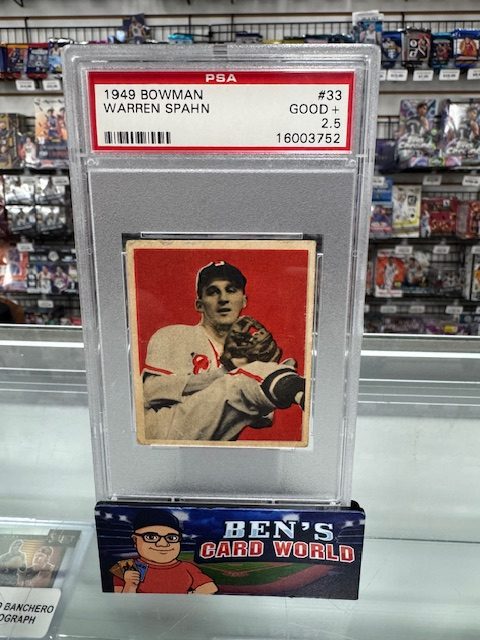 PSA
1949 BOWMAN #33
WARREN SPAHN GOOD +
2.5
16003752
BEN'S
CARD WORLD
BANCHERO
OGRAPH